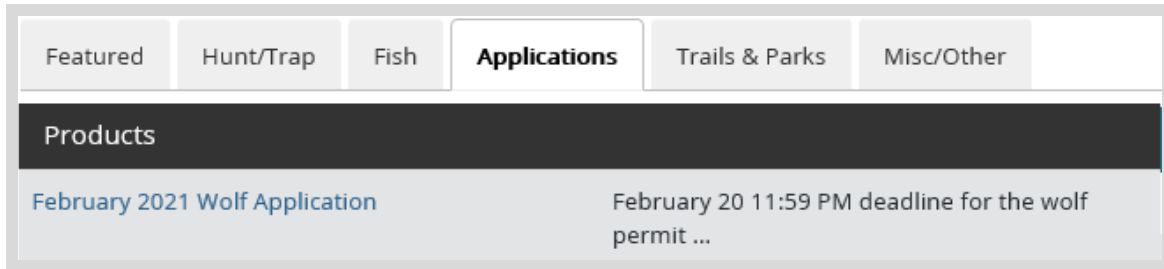 Featured Hunt/Trap Fish Applications Trails & Parks Misc/Other
Products
February 2021 Wolf Application February 20 11:59 PM deadline for the wolf
permit ...